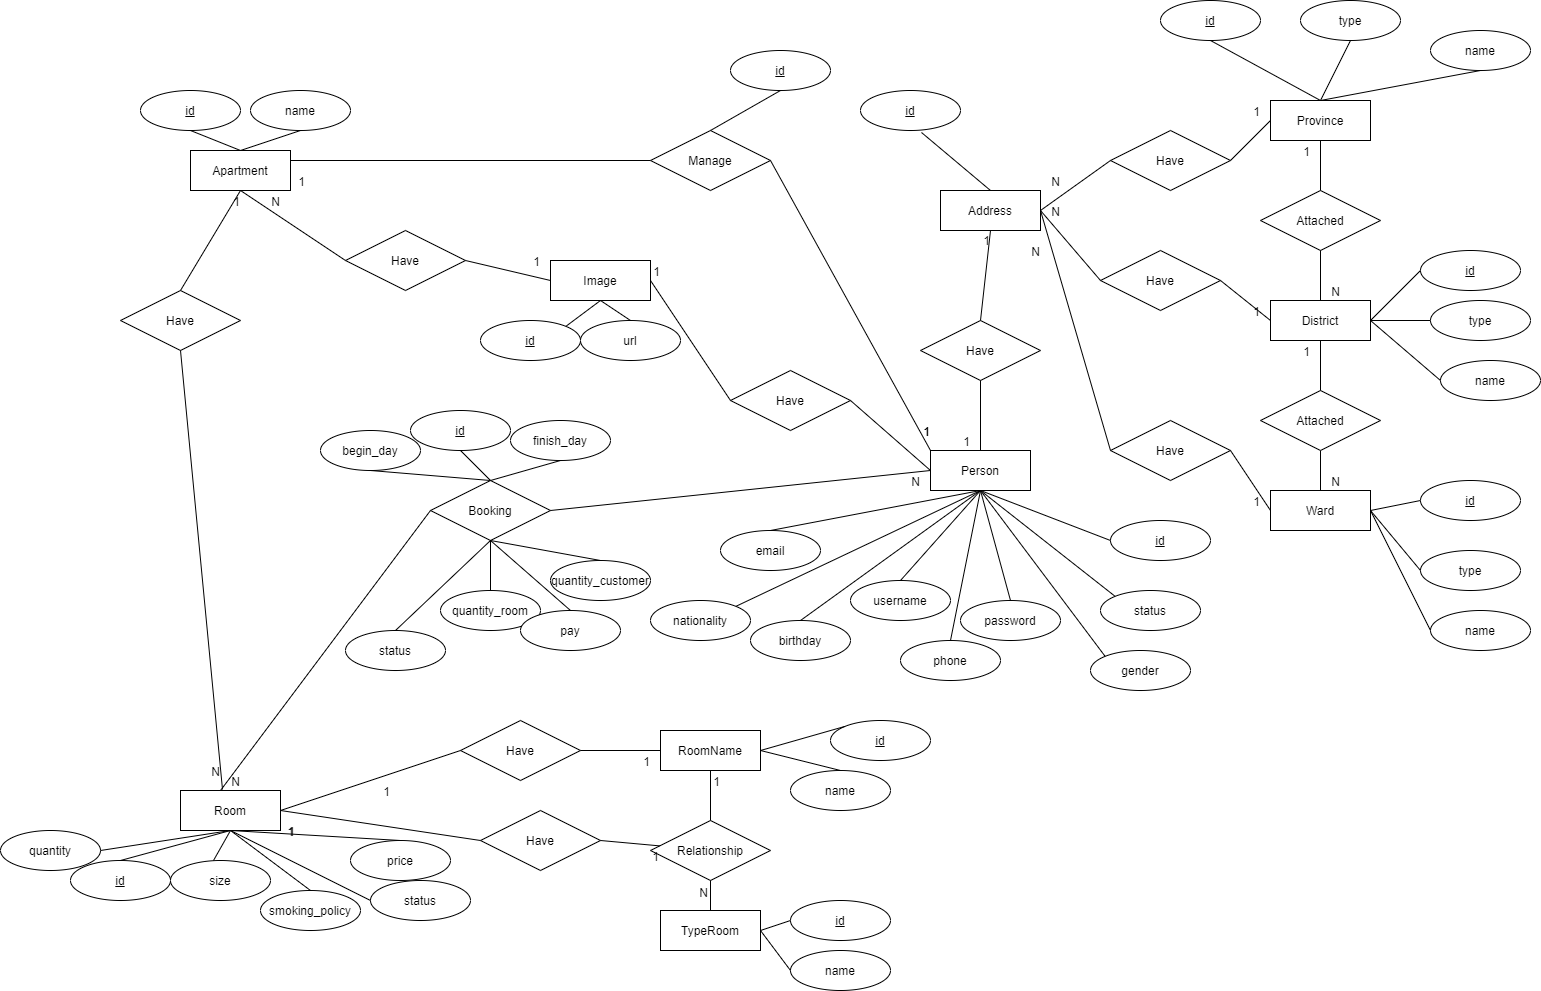 id
type
name
id
id
name
id
1
Province
Manage
Have
1
Apartment
1
N
1
N
N
Address
N
Attached
1
N
Have
1
Have
1
Image
Have
id
N
Have
1
District
type
id
url
Have
1
name
Have
Attached
1
id
finish_day
begin_day
1
Have
Person
N
N
id
1
Booking
Ward
id
email
type
quantity_customer
quantity_room
username
status
nationality
password
pay
birthday
name
status
phone
gender
id
Have
RoomName
1
N
N
1
1
name
Room
1
Have
Relationship
quantity
1
price
id
size
N
status
smoking_policy
id
TypeRoom
name